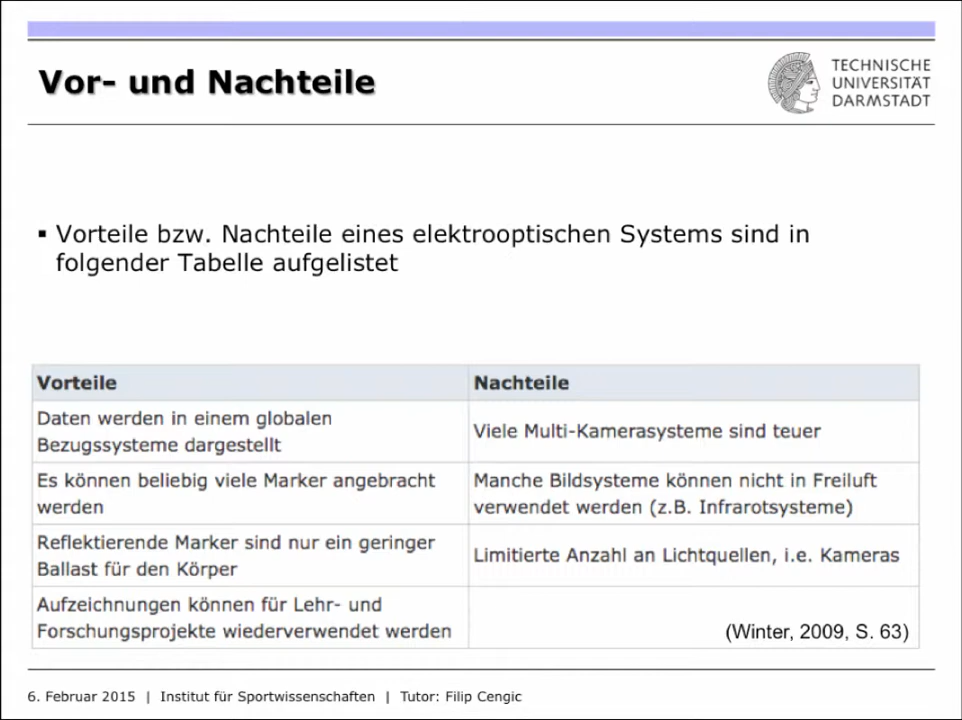 Vor- und Nachteile
TECHNISCHE
UNIVERSITÄT
DARMSTADT
▪ Vorteile bzw. Nachteile eines elektrooptischen Systems sind in
folgender Tabelle aufgelistet
Vorteile
Nachteile
Daten werden in einem globalen
Bezugssysteme dargestellt
Viele Multi-Kamerasysteme sind teuer
Es können beliebig viele Marker angebracht
werden
Manche Bildsysteme können nicht in Freiluft
verwendet werden (z.B. Infrarotsysteme)
Reflektierende Marker sind nur ein geringer
Ballast für den Körper
Limitierte Anzahl an Lichtquellen, i.e. Kameras
Aufzeichnungen können für Lehr- und
Forschungsprojekte wiederverwendet werden
(Winter, 2009, S. 63)
6. Februar 2015 | Institut für Sportwissenschaften | Tutor: Filip Cengic